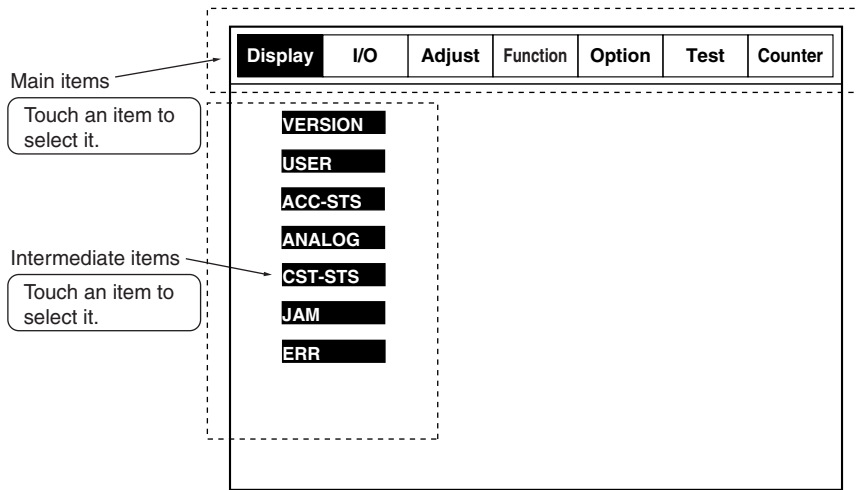 Display I/O Adjust Function Option Test Counter
Main items
Touch an item to
select it.
VERSION
USER
ACC-STS
ANALOG
Intermediate items
CST-STS
Touch an item to
select it.
JAM
ERR